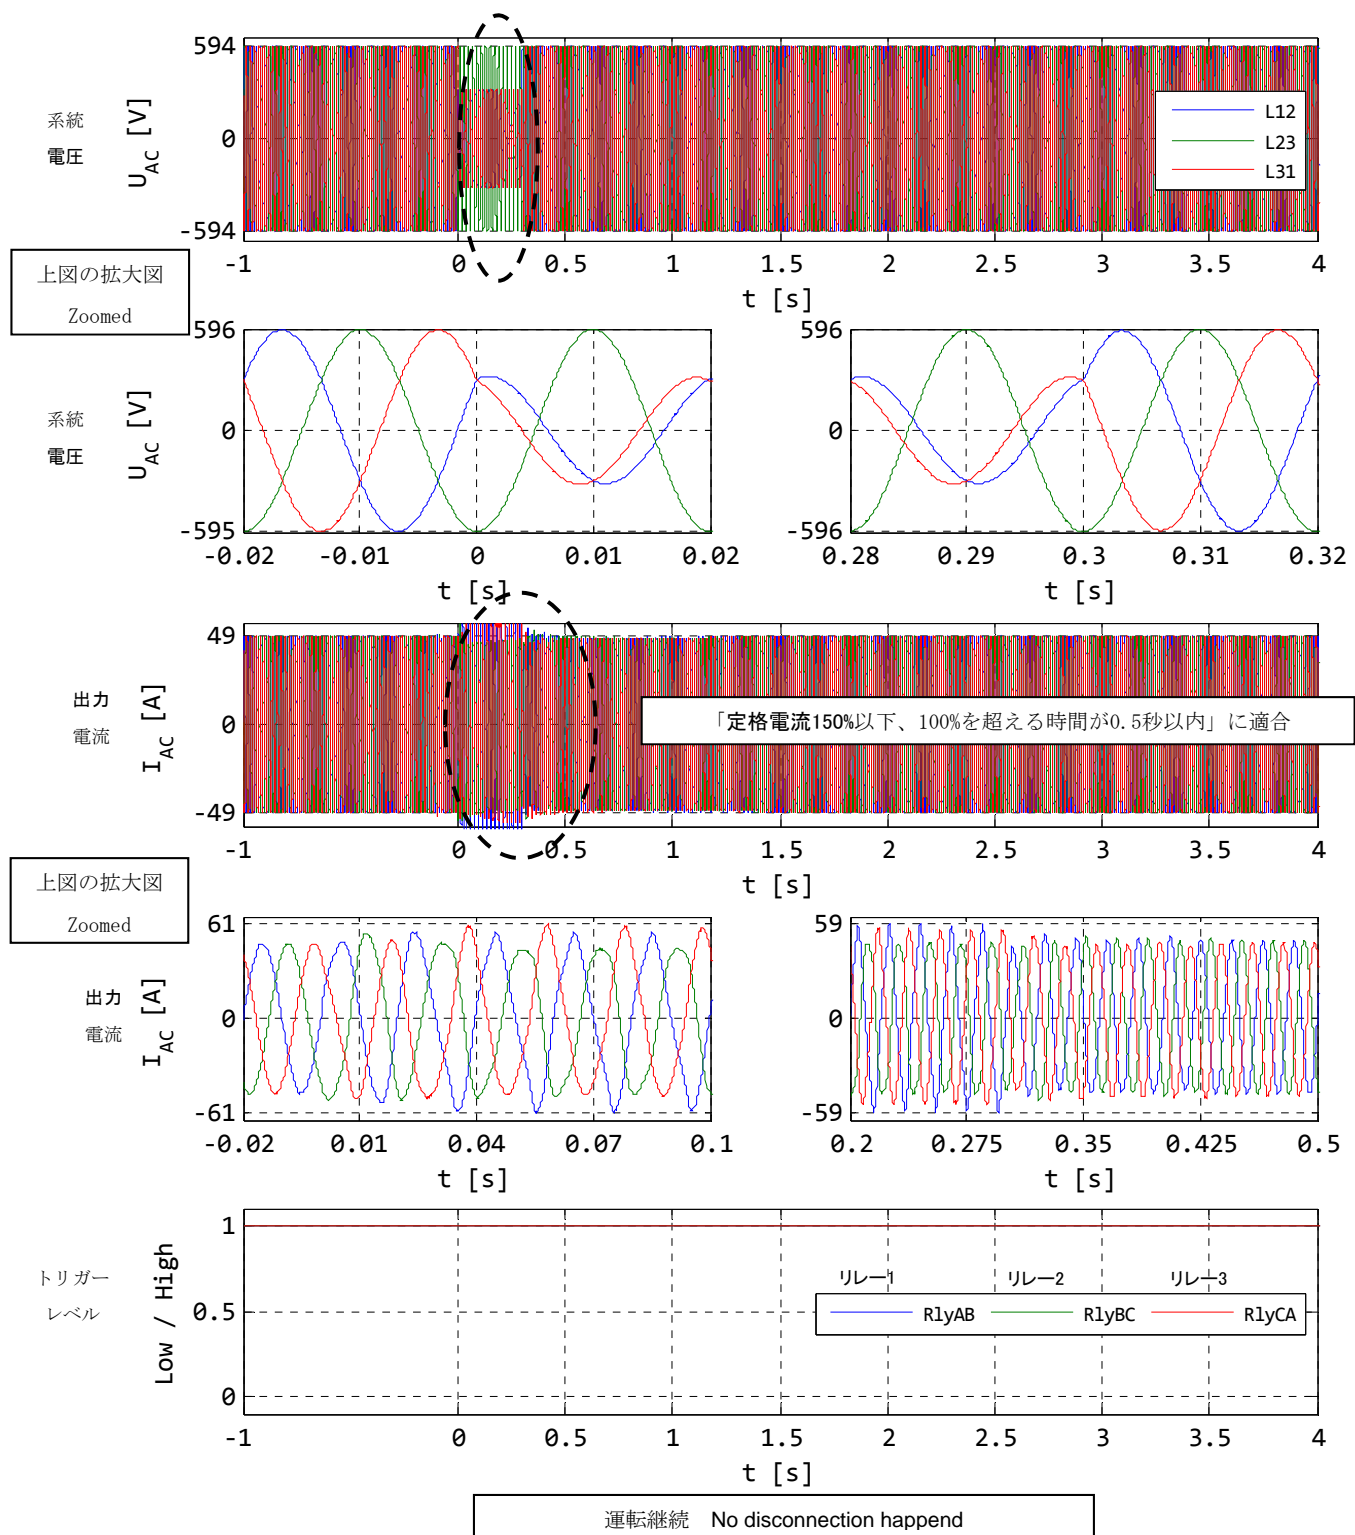 594
0
-594
系統
電圧
U_AC [V]
L12
L23
L31
-1 0 0.5 1 1.5 2 2.5 3 3.5 4
t [s]
上図の拡大図
Zoomed
596
0
-595
系統
電圧
U_AC [V]
-0.02 -0.01 0 0.01 0.02
t [s]
596
0
-596
0.28 0.29 0.3 0.31 0.32
t [s]
49
0
-49
出力
電流
I_AC [A]
「定格電流150%以下、100%を超える時間が0.5秒以内」に適合
-1 0 0.5 1 1.5 2 2.5 3 3.5 4
t [s]
上図の拡大図
Zoomed
61
0
-61
出力
電流
I_AC [A]
-0.02 0.01 0.04 0.07 0.1
t [s]
59
0
-59
0.2 0.275 0.35 0.425 0.5
t [s]
1
0.5
0
トリガー
レベル
Low / High
リレー1 リレー2 リレー3
RlyAB RlyBC RlyCA
-1 0 0.5 1 1.5 2 2.5 3 3.5 4
t [s]
運転継続 No disconnection happend